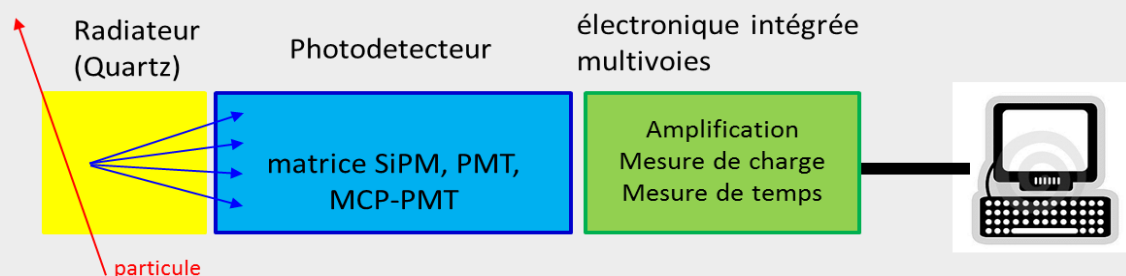 Radiateur
(Quartz)
Photodetecteur
électronique intégrée
multivoies
matrice SiPM, PMT,
MCP-PMT
Amplification
Mesure de charge
Mesure de temps
particule